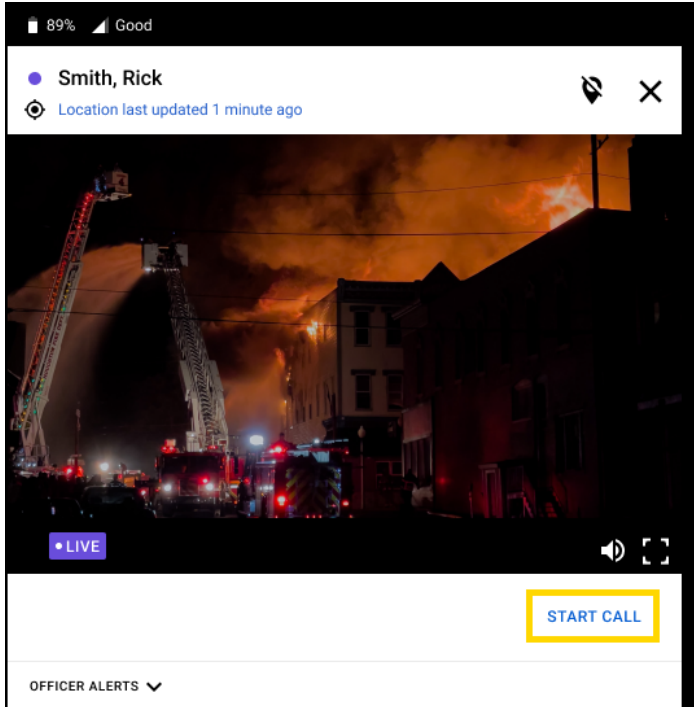 89% Good
Smith, Rick
Location last updated 1 minute ago
LIVE
START CALL
OFFICER ALERTS